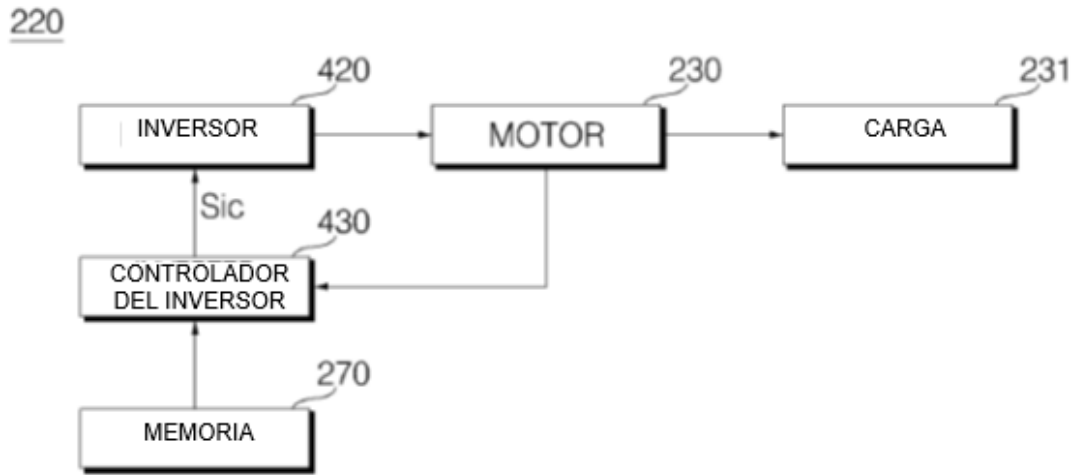 220
420
230
231
INVERSOR
MOTOR
CARGA
Sic
430
CONTROLADOR
DEL INVERSOR
270
MEMORIA